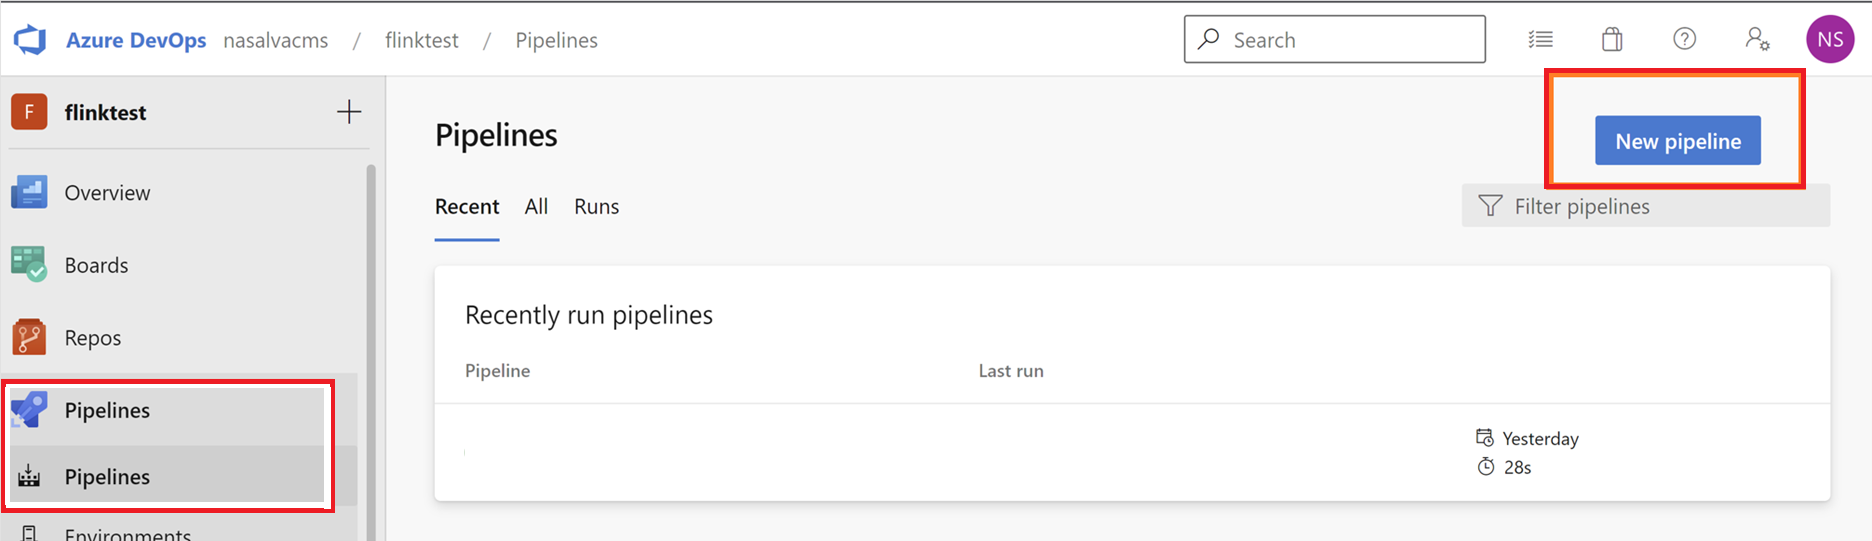 Azure DevOps nasalvacms / flinktest / Pipelines Search NS
F flinktest
Pipelines
New pipeline
Overview
Recent All Runs
Filter pipelines
Boards
Repos
Recently run pipelines
Pipeline Last run
Pipelines
Yesterday
28s
Pipelines
Environments